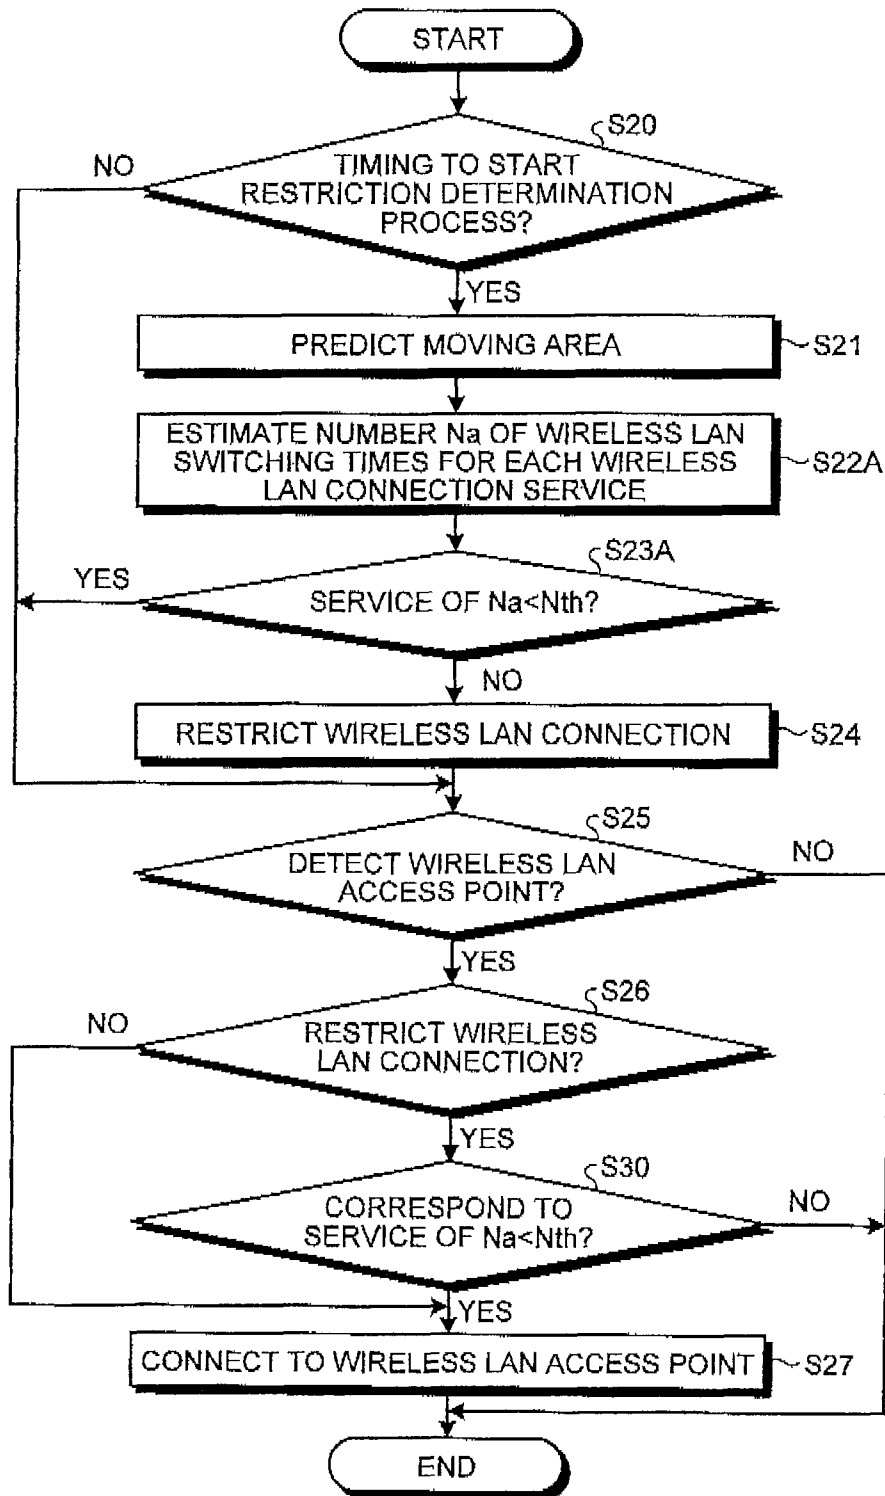 START
S20
NO
TIMING TO START
RESTRICTION DETERMINATION
PROCESS?
YES
PREDICT MOVING AREA
S21
ESTIMATE NUMBER Na OF WIRELESS LAN
SWITCHING TIMES FOR EACH WIRELESS
LAN CONNECTION SERVICE
S22A
S23A
YES
SERVICE OF Na<Nth?
NO
RESTRICT WIRELESS LAN CONNECTION
S24
S25
DETECT WIRELESS LAN
ACCESS POINT?
NO
YES
S26
NO
RESTRICT WIRELESS
LAN CONNECTION?
YES
S30
CORRESPOND TO
SERVICE OF Na<Nth?
NO
YES
CONNECT TO WIRELESS LAN ACCESS POINT
S27
END